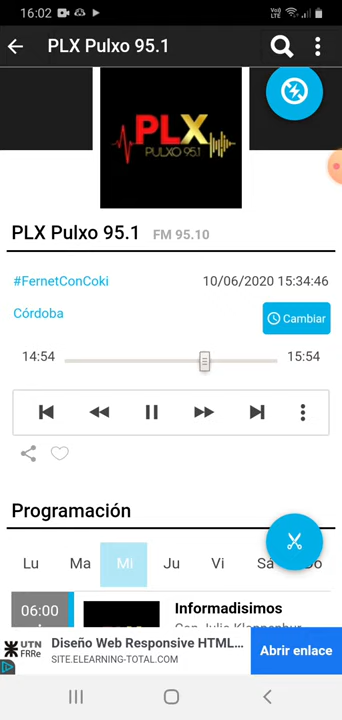 16:02
PLX Pulxo 95.1
PLX
PULXO 95.1
PLX Pulxo 95.1 FM 95.10
#FernetConCoki 10/06/2020 15:34:46
Córdoba Cambiar
14:54 15:54
Programación
Lu Ma Mi Ju Vi Sá Do
06:00 Informadisimos
UTN FRRe
Diseño Web Responsive HTML...
SITE.ELEARNING-TOTAL.COM
Abrir enlace